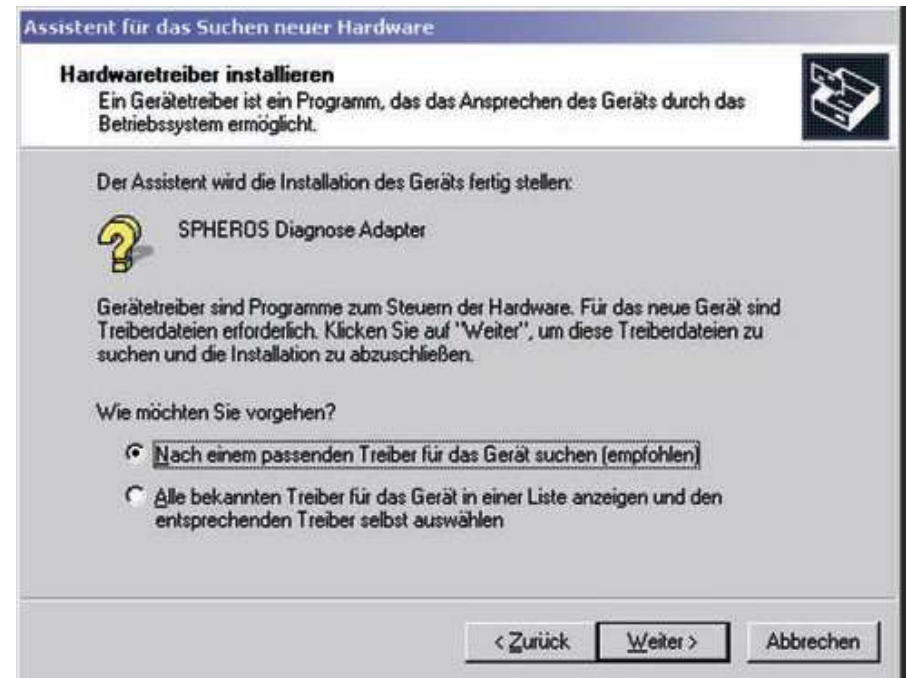 Assistent für das Suchen neuer Hardware
Hardwaretreiber installieren
Ein Gerätetreiber ist ein Programm, das das Ansprechen des Geräts durch das
Betriebssystem ermöglicht.
Der Assistent wird die Installation des Geräts fertig stellen:
SPHEROS Diagnose Adapter
Gerätetreiber sind Programme zum Steuern der Hardware. Für das neue Gerät sind
Treiberdateien erforderlich. Klicken Sie auf "Weiter", um diese Treiberdateien zu
suchen und die Installation zu abzuschließen.
Wie möchten Sie vorgehen?
Nach einem passenden Treiber für das Gerät suchen (empfohlen)
Alle bekannten Treiber für das Gerät in einer Liste anzeigen und den
entsprechenden Treiber selbst auswählen
< Zurück Weiter > Abbrechen